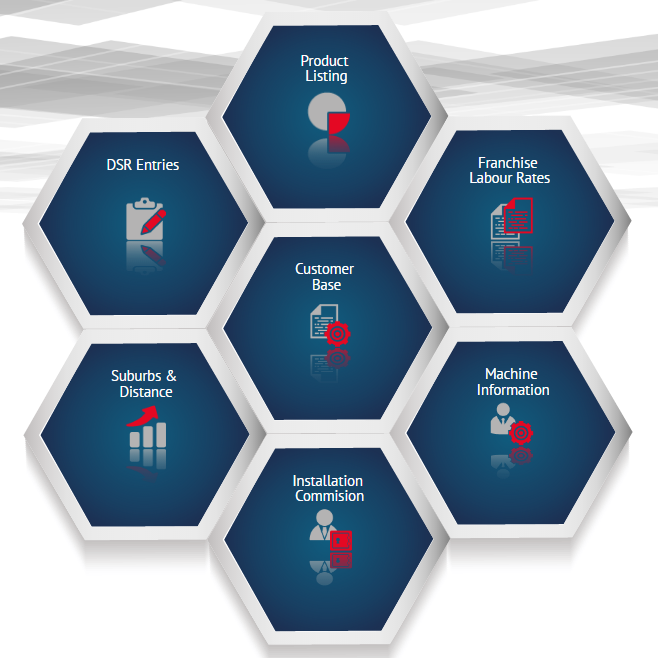 Product
Listing
DSR Entries
Franchise
Labour Rates
Customer
Base
Suburbs &
Distance
Machine
Information
Installation
Commision